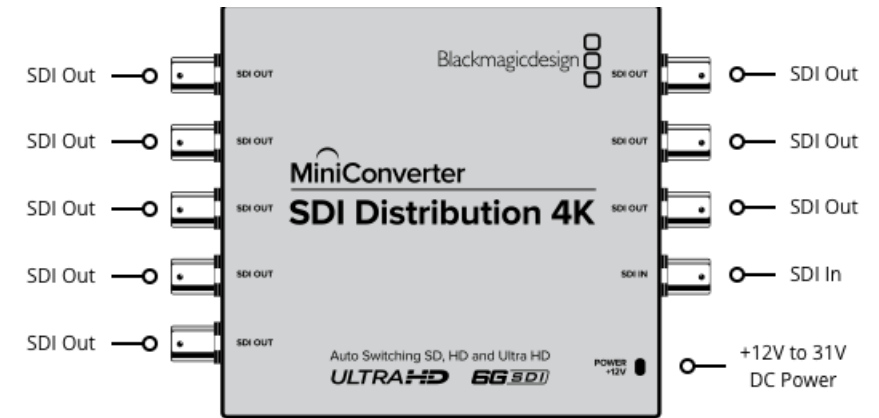 SDI Out
SDI Out
SDI Out
SDI Out
SDI Out
SDI OUT
SDI OUT
SDI OUT
SDI OUT
SDI OUT
Blackmagicdesign
MiniConverter
SDI Distribution 4K
Auto Switching SD, HD and Ultra HD
ULTRAHD 6G SDI
SDI OUT
SDI OUT
SDI OUT
SDI IN
POWER
+12V
SDI Out
SDI Out
SDI Out
SDI In
+12V to 31V
DC Power